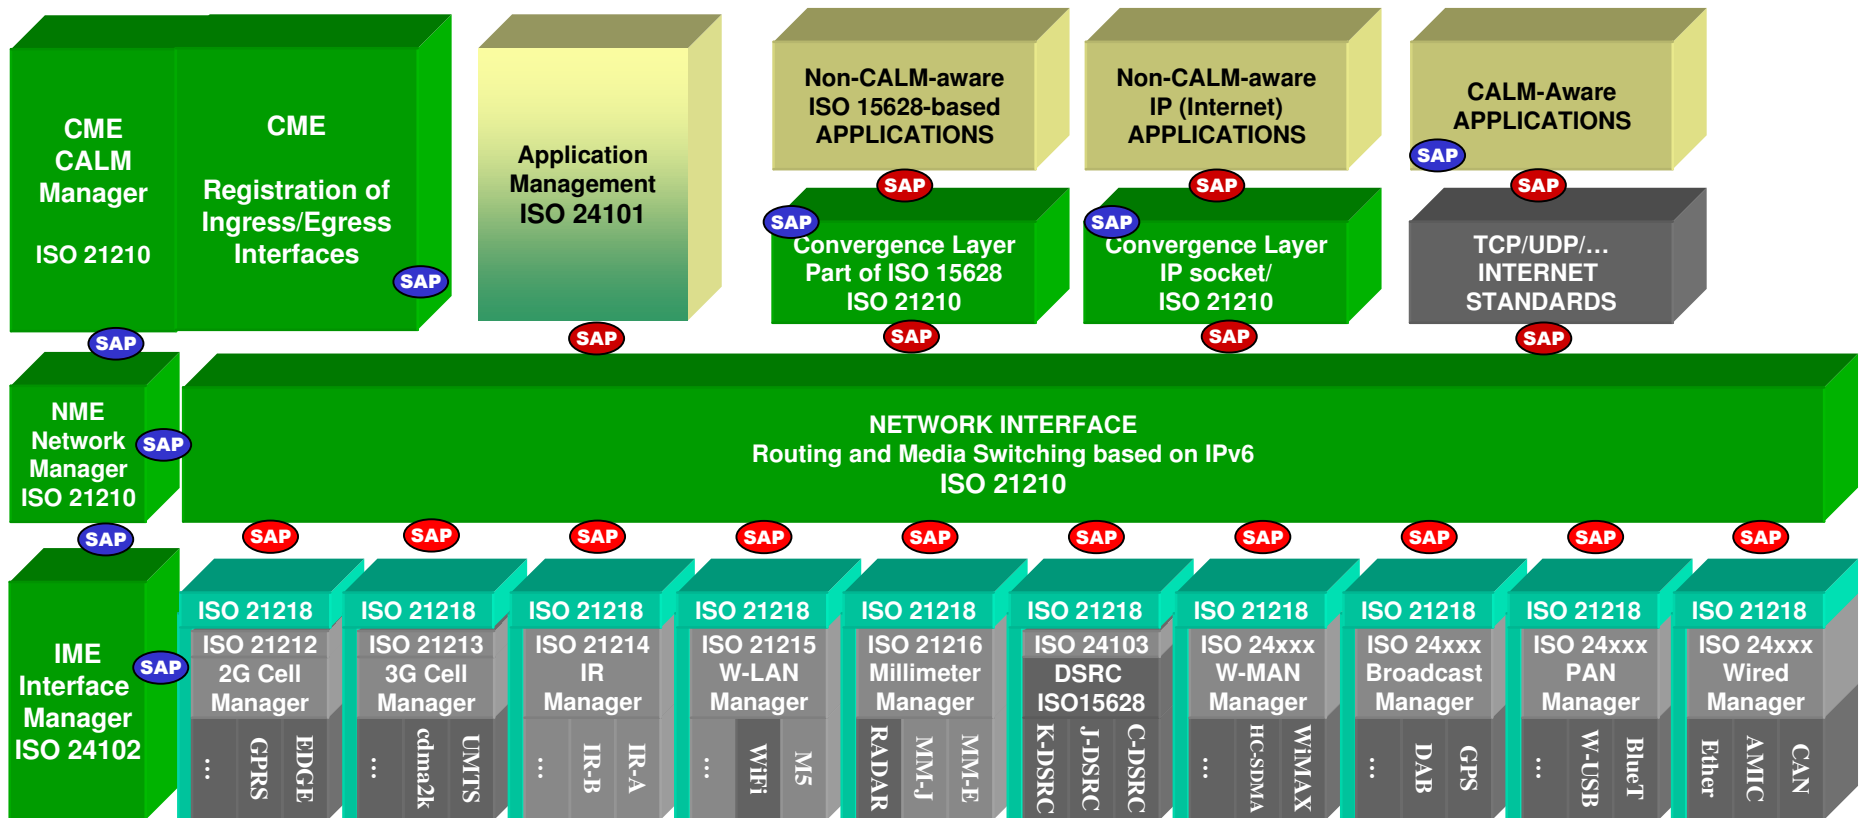 CME
CALM
Manager
ISO 21210
CME
Registration of
Ingress/Egress
Interfaces
SAP
SAP
Application
Management
ISO 24101
SAP
Non-CALM-aware
ISO 15628-based
APPLICATIONS
SAP
SAP
Convergence Layer
Part of ISO 15628
ISO 21210
SAP
Non-CALM-aware
IP (Internet)
APPLICATIONS
SAP
SAP
Convergence Layer
IP socket/
ISO 21210
SAP
CALM-Aware
APPLICATIONS
SAP
SAP
TCP/UDP/...
INTERNET
STANDARDS
SAP
NME
Network
Manager
ISO 21210
SAP
SAP
NETWORK INTERFACE
Routing and Media Switching based on IPv6
ISO 21210
SAP SAP SAP SAP SAP SAP SAP SAP SAP SAP
IME
Interface
Manager
ISO 24102
SAP
ISO 21218
ISO 21212
2G Cell
Manager
...
GPRS
EDGE
ISO 21218
ISO 21213
3G Cell
Manager
...
cdma2k
UMTS
ISO 21218
ISO 21214
IR
Manager
...
IR-B
IR-A
ISO 21218
ISO 21215
W-LAN
Manager
...
WiFi
M5
ISO 21218
ISO 21216
Millimeter
Manager
RADAR
MM-J
MM-E
ISO 21218
ISO 24103
DSRC
ISO15628
K-DSRC
J-DSRC
C-DSRC
ISO 21218
ISO 24xxx
W-MAN
Manager
...
HC-SDMA
WiMAX
ISO 21218
ISO 24xxx
Broadcast
Manager
...
DAB
GPS
ISO 21218
ISO 24xxx
PAN
Manager
...
W-USB
BlueT
ISO 21218
ISO 24xxx
Wired
Manager
Ether
AMIC
CAN